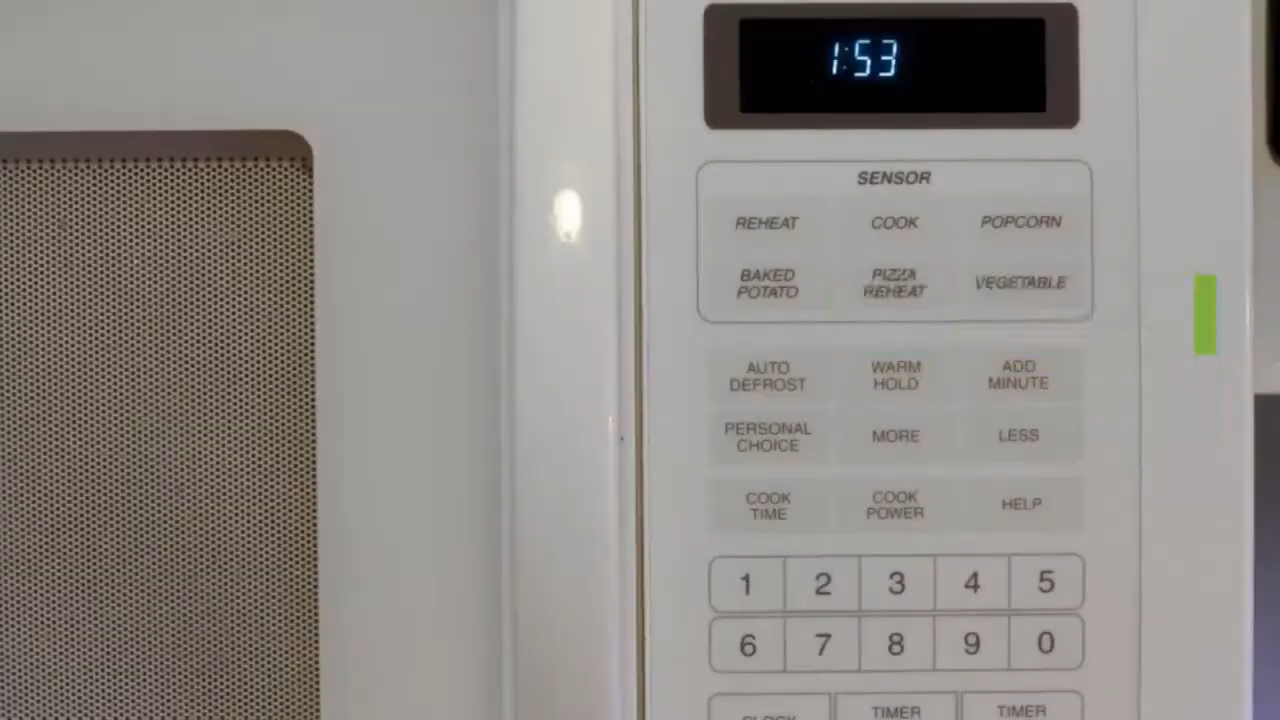 1:53
SENSOR
REHEAT COOK POPCORN
BAKED POTATO PIZZA REHEAT VEGETABLE
AUTO DEFROST WARM HOLD ADD MINUTE
PERSONAL CHOICE MORE LESS
COOK TIME COOK POWER HELP
1 2 3 4 5
6 7 8 9 0
CLOCK TIMER TIMER